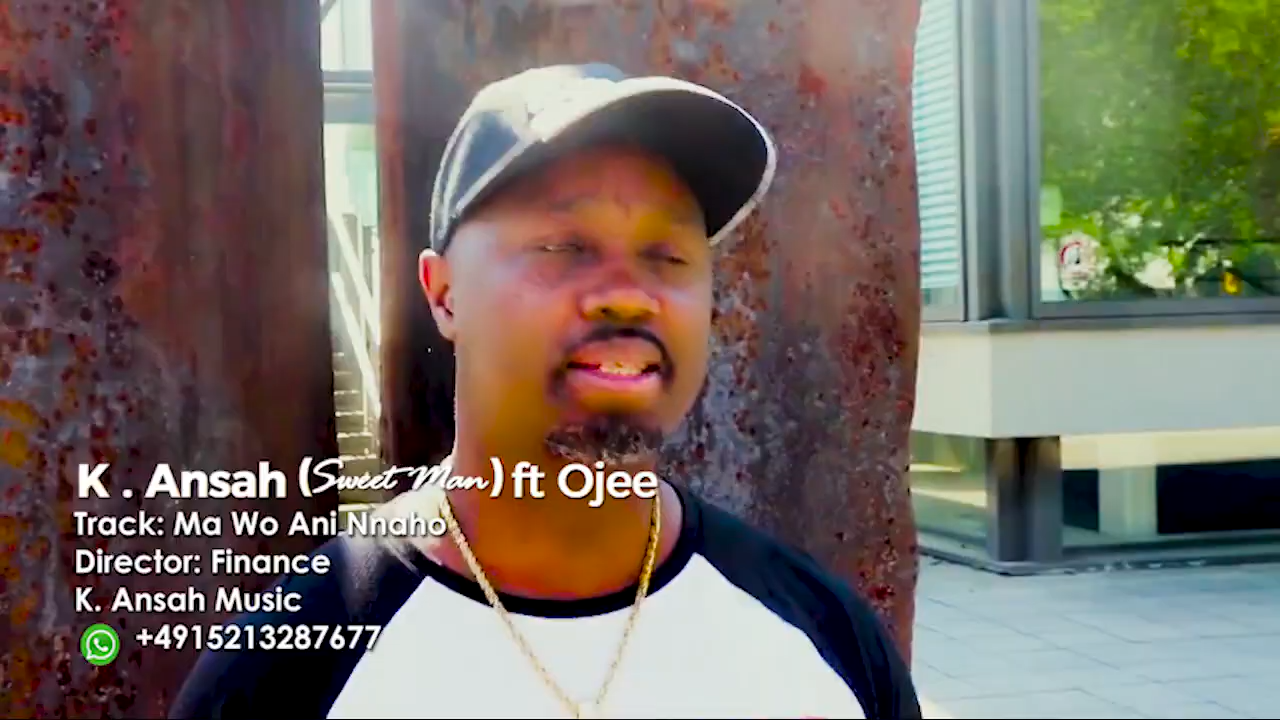 K . Ansah (Sweet Man) ft Ojee
Track: Ma Wo Ani Nnaho
Director: Finance
K. Ansah Music
+4915213287677